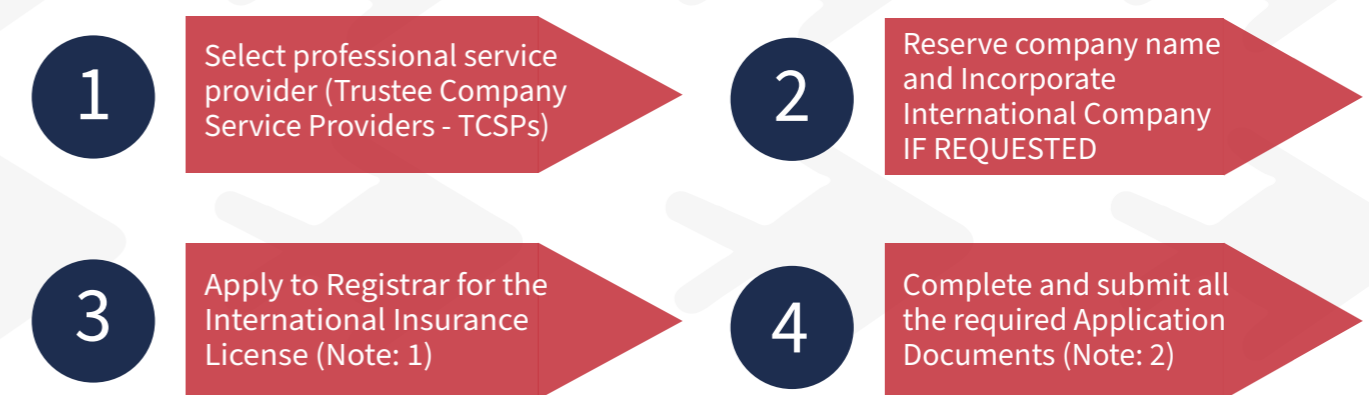 1
Select professional service
provider (Trustee Company
Service Providers - TCSPs)
2
Reserve company name
and Incorporate
International Company
IF REQUESTED
3
Apply to Registrar for the
International Insurance
License (Note: 1)
4
Complete and submit all
the required Application
Documents (Note: 2)